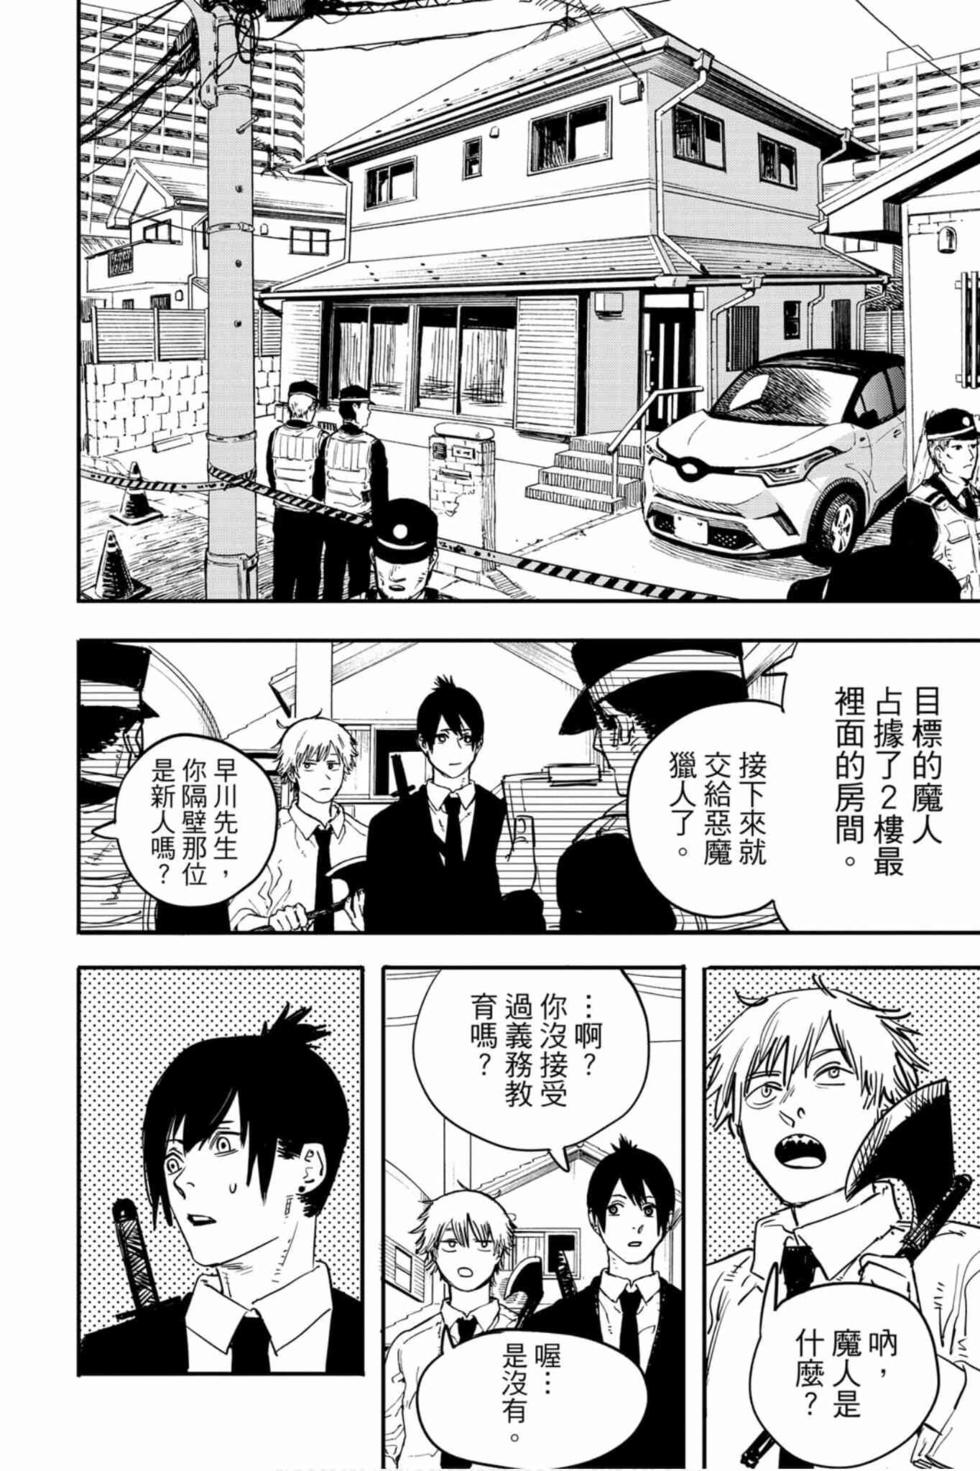 目標的魔人
占據了2樓最
裡面的房間。
接下來就
交給惡魔
獵人了。
早川先生，
你隔壁那位
是新人嗎？
吶，
魔人是
什麼？
…啊？
你沒接受
過義務教
育嗎？
喔…
是沒有。